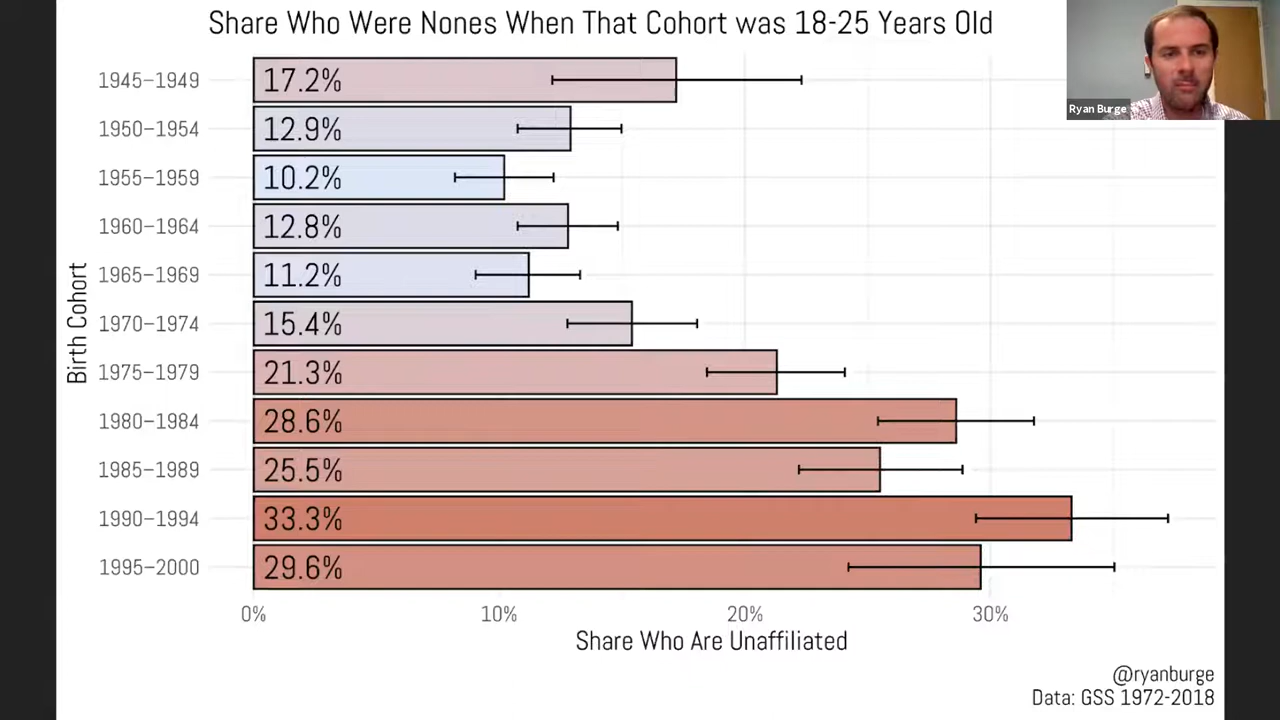 Share Who Were Nones When That Cohort was 18-25 Years Old
Ryan Burge
Birth Cohort
1945–1949 17.2%
1950–1954 12.9%
1955–1959 10.2%
1960–1964 12.8%
1965–1969 11.2%
1970–1974 15.4%
1975–1979 21.3%
1980–1984 28.6%
1985–1989 25.5%
1990–1994 33.3%
1995–2000 29.6%
0% 10% 20% 30%
Share Who Are Unaffiliated
@ryanburge
Data: GSS 1972-2018